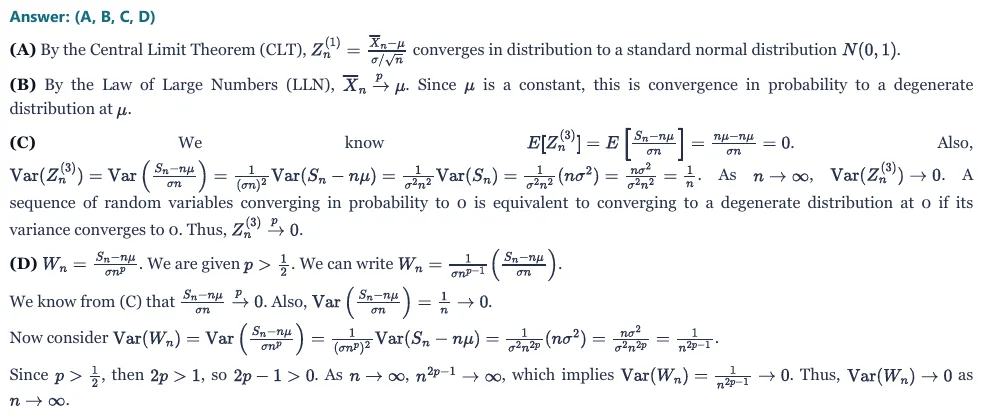 Answer: (A, B, C, D)
(A) By the Central Limit Theorem (CLT), $Z_n^{(1)} = \frac{\overline{X}_n-\mu}{\sigma/\sqrt{n}}$ converges in distribution to a standard normal distribution $N(0, 1)$.
(B) By the Law of Large Numbers (LLN), $\overline{X}_n \xrightarrow{p} \mu$. Since $\mu$ is a constant, this is convergence in probability to a degenerate
distribution at $\mu$.
(C) We know $E[Z_n^{(3)}] = E\left[\frac{S_n-n\mu}{\sigma n}\right] = \frac{n\mu-n\mu}{\sigma n} = 0$. Also,
$\text{Var}(Z_n^{(3)}) = \text{Var}\left(\frac{S_n-n\mu}{\sigma n}\right) = \frac{1}{(\sigma n)^2}\text{Var}(S_n - n\mu) = \frac{1}{\sigma^2 n^2}\text{Var}(S_n) = \frac{1}{\sigma^2 n^2}(n\sigma^2) = \frac{n\sigma^2}{\sigma^2 n^2} = \frac{1}{n}$. As $n \to \infty$, $\text{Var}(Z_n^{(3)}) \to 0$. A
sequence of random variables converging in probability to 0 is equivalent to converging to a degenerate distribution at 0 if its
variance converges to 0. Thus, $Z_n^{(3)} \xrightarrow{p} 0$.
(D) $W_n = \frac{S_n-n\mu}{\sigma n^p}$. We are given $p > \frac{1}{2}$. We can write $W_n = \frac{1}{\sigma n^{p-1}}\left(\frac{S_n-n\mu}{\sigma n}\right)$.
We know from (C) that $\frac{S_n-n\mu}{\sigma n} \xrightarrow{p} 0$. Also, $\text{Var}\left(\frac{S_n-n\mu}{\sigma n}\right) = \frac{1}{n} \to 0$.
Now consider $\text{Var}(W_n) = \text{Var}\left(\frac{S_n-n\mu}{\sigma n^p}\right) = \frac{1}{(\sigma n^p)^2}\text{Var}(S_n - n\mu) = \frac{1}{\sigma^2 n^{2p}}(n\sigma^2) = \frac{n\sigma^2}{\sigma^2 n^{2p}} = \frac{1}{n^{2p-1}}$.
Since $p > \frac{1}{2}$, then $2p > 1$, so $2p - 1 > 0$. As $n \to \infty$, $n^{2p-1} \to \infty$, which implies $\text{Var}(W_n) = \frac{1}{n^{2p-1}} \to 0$. Thus, $\text{Var}(W_n) \to 0$ as
$n \to \infty$.